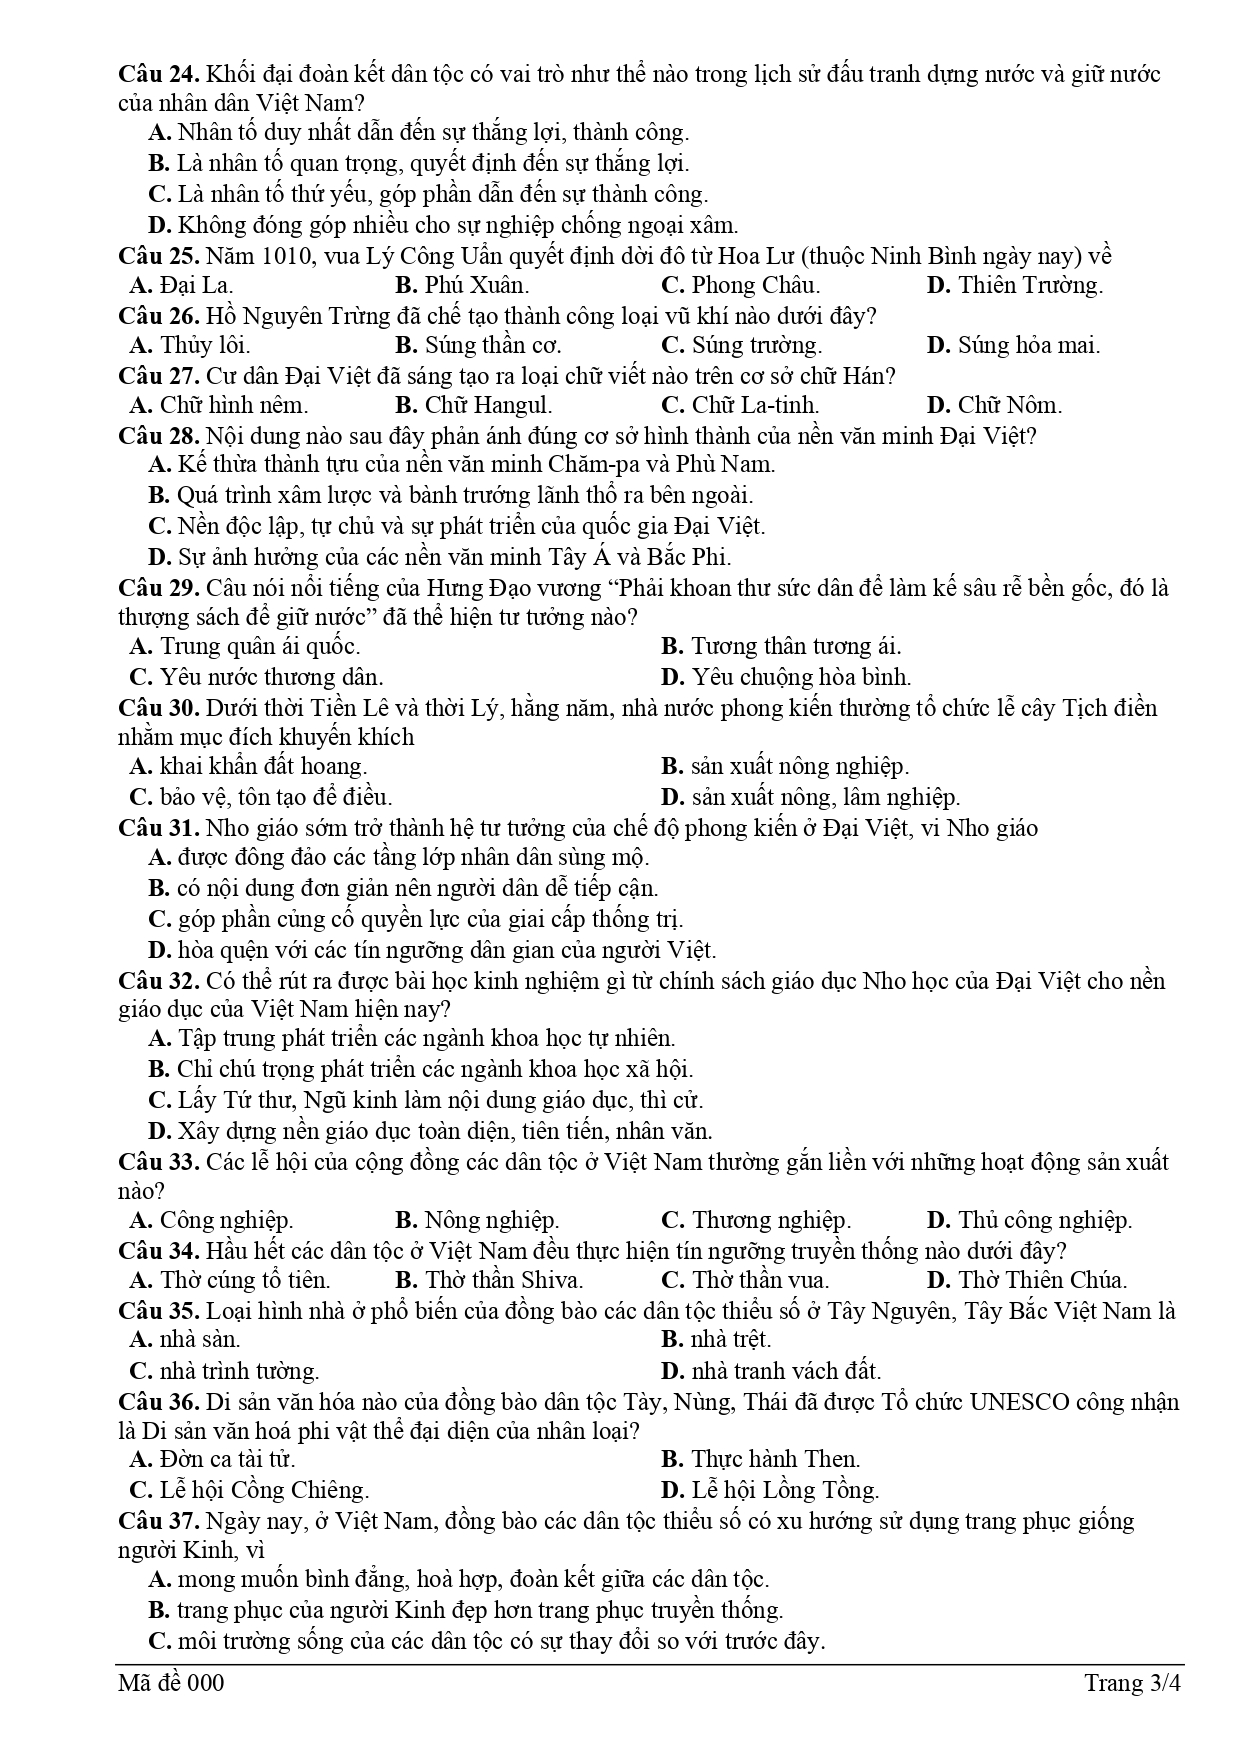 Câu 24. Khối đại đoàn kết dân tộc có vai trò như thế nào trong lịch sử đấu tranh dựng nước và giữ nước
của nhân dân Việt Nam?
A. Nhân tố duy nhất dẫn đến sự thắng lợi, thành công.
B. Là nhân tố quan trọng, quyết định đến sự thắng lợi.
C. Là nhân tố thứ yếu, góp phần dẫn đến sự thành công.
D. Không đóng góp nhiều cho sự nghiệp chống ngoại xâm.
Câu 25. Năm 1010, vua Lý Công Uẩn quyết định dời đô từ Hoa Lư (thuộc Ninh Bình ngày nay) về
A. Đại La. B. Phú Xuân. C. Phong Châu. D. Thiên Trường.
Câu 26. Hồ Nguyên Trừng đã chế tạo thành công loại vũ khí nào dưới đây?
A. Thủy lôi. B. Súng thần cơ. C. Súng trường. D. Súng hỏa mai.
Câu 27. Cư dân Đại Việt đã sáng tạo ra loại chữ viết nào trên cơ sở chữ Hán?
A. Chữ hình nêm. B. Chữ Hangul. C. Chữ La-tinh. D. Chữ Nôm.
Câu 28. Nội dung nào sau đây phản ánh đúng cơ sở hình thành của nền văn minh Đại Việt?
A. Kế thừa thành tựu của nền văn minh Chăm-pa và Phù Nam.
B. Quá trình xâm lược và bành trướng lãnh thổ ra bên ngoài.
C. Nền độc lập, tự chủ và sự phát triển của quốc gia Đại Việt.
D. Sự ảnh hưởng của các nền văn minh Tây Á và Bắc Phi.
Câu 29. Câu nói nổi tiếng của Hưng Đạo vương “Phải khoan thư sức dân để làm kế sâu rễ bền gốc, đó là
thượng sách để giữ nước” đã thể hiện tư tưởng nào?
A. Trung quân ái quốc. B. Tương thân tương ái.
C. Yêu nước thương dân. D. Yêu chuộng hòa bình.
Câu 30. Dưới thời Tiền Lê và thời Lý, hằng năm, nhà nước phong kiến thường tổ chức lễ cây Tịch điền
nhằm mục đích khuyến khích
A. khai khẩn đất hoang. B. sản xuất nông nghiệp.
C. bảo vệ, tôn tạo để điều. D. sản xuất nông, lâm nghiệp.
Câu 31. Nho giáo sớm trở thành hệ tư tưởng của chế độ phong kiến ở Đại Việt, vi Nho giáo
A. được đông đảo các tầng lớp nhân dân sùng mộ.
B. có nội dung đơn giản nên người dân dễ tiếp cận.
C. góp phần củng cố quyền lực của giai cấp thống trị.
D. hòa quện với các tín ngưỡng dân gian của người Việt.
Câu 32. Có thể rút ra được bài học kinh nghiệm gì từ chính sách giáo dục Nho học của Đại Việt cho nền
giáo dục của Việt Nam hiện nay?
A. Tập trung phát triển các ngành khoa học tự nhiên.
B. Chỉ chú trọng phát triển các ngành khoa học xã hội.
C. Lấy Tứ thư, Ngũ kinh làm nội dung giáo dục, thì cử.
D. Xây dựng nền giáo dục toàn diện, tiên tiến, nhân văn.
Câu 33. Các lễ hội của cộng đồng các dân tộc ở Việt Nam thường gắn liền với những hoạt động sản xuất
nào?
A. Công nghiệp. B. Nông nghiệp. C. Thương nghiệp. D. Thủ công nghiệp.
Câu 34. Hầu hết các dân tộc ở Việt Nam đều thực hiện tín ngưỡng truyền thống nào dưới đây?
A. Thờ cúng tổ tiên. B. Thờ thần Shiva. C. Thờ thần vua. D. Thờ Thiên Chúa.
Câu 35. Loại hình nhà ở phổ biến của đồng bào các dân tộc thiểu số ở Tây Nguyên, Tây Bắc Việt Nam là
A. nhà sàn. B. nhà trệt.
C. nhà trình tường. D. nhà tranh vách đất.
Câu 36. Di sản văn hóa nào của đồng bào dân tộc Tày, Nùng, Thái đã được Tổ chức UNESCO công nhận
là Di sản văn hoá phi vật thể đại diện của nhân loại?
A. Đờn ca tài tử. B. Thực hành Then.
C. Lễ hội Cồng Chiêng. D. Lễ hội Lồng Tồng.
Câu 37. Ngày nay, ở Việt Nam, đồng bào các dân tộc thiểu số có xu hướng sử dụng trang phục giống
người Kinh, vì
A. mong muốn bình đẳng, hoà hợp, đoàn kết giữa các dân tộc.
B. trang phục của người Kinh đẹp hơn trang phục truyền thống.
C. môi trường sống của các dân tộc có sự thay đổi so với trước đây.
Mã đề 000 Trang 3/4